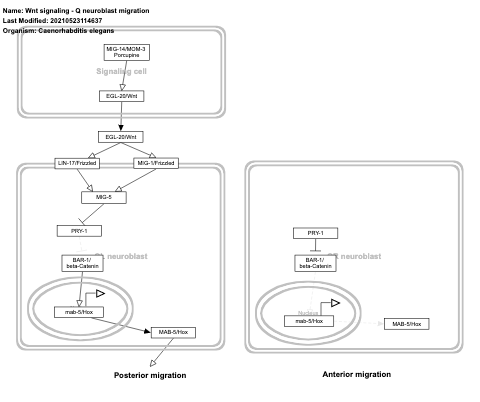 Name: Wnt signaling - Q neuroblast migration
Last Modified: 20210523114637
Organism: Caenorhabditis elegans
MIG-14/MOM-3
Porcupine
Signaling cell
EGL-20/Wnt
EGL-20/Wnt
LIN-17/Frizzled
MIG-1/Frizzled
MIG-5
PRY-1
BAR-1/
beta-Catenin
neuroblast
mab-5/Hox
MAB-5/Hox
Posterior migration
PRY-1
BAR-1/
beta-Catenin
neuroblast
Nucleus
mab-5/Hox
MAB-5/Hox
Anterior migration